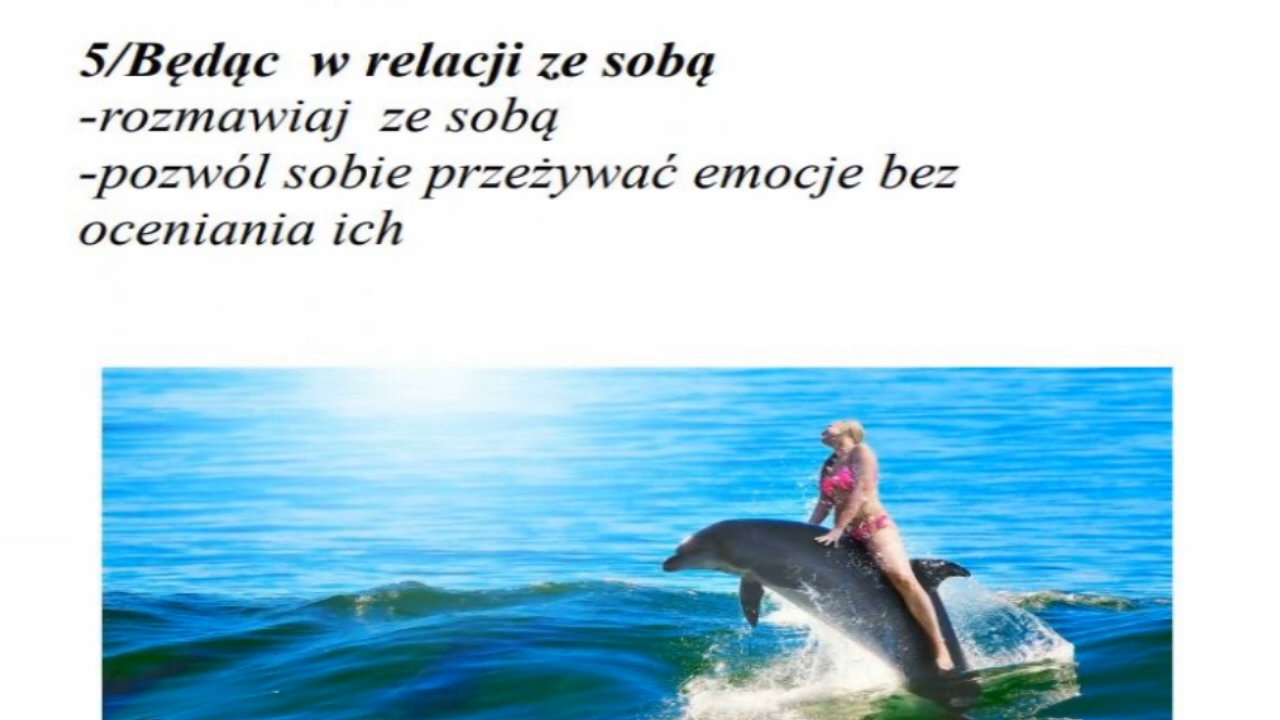 5/Będąc  w relacji ze sobą
-rozmawiaj  ze sobą
-pozwól sobie przeżywać emocje bez
oceniania ich